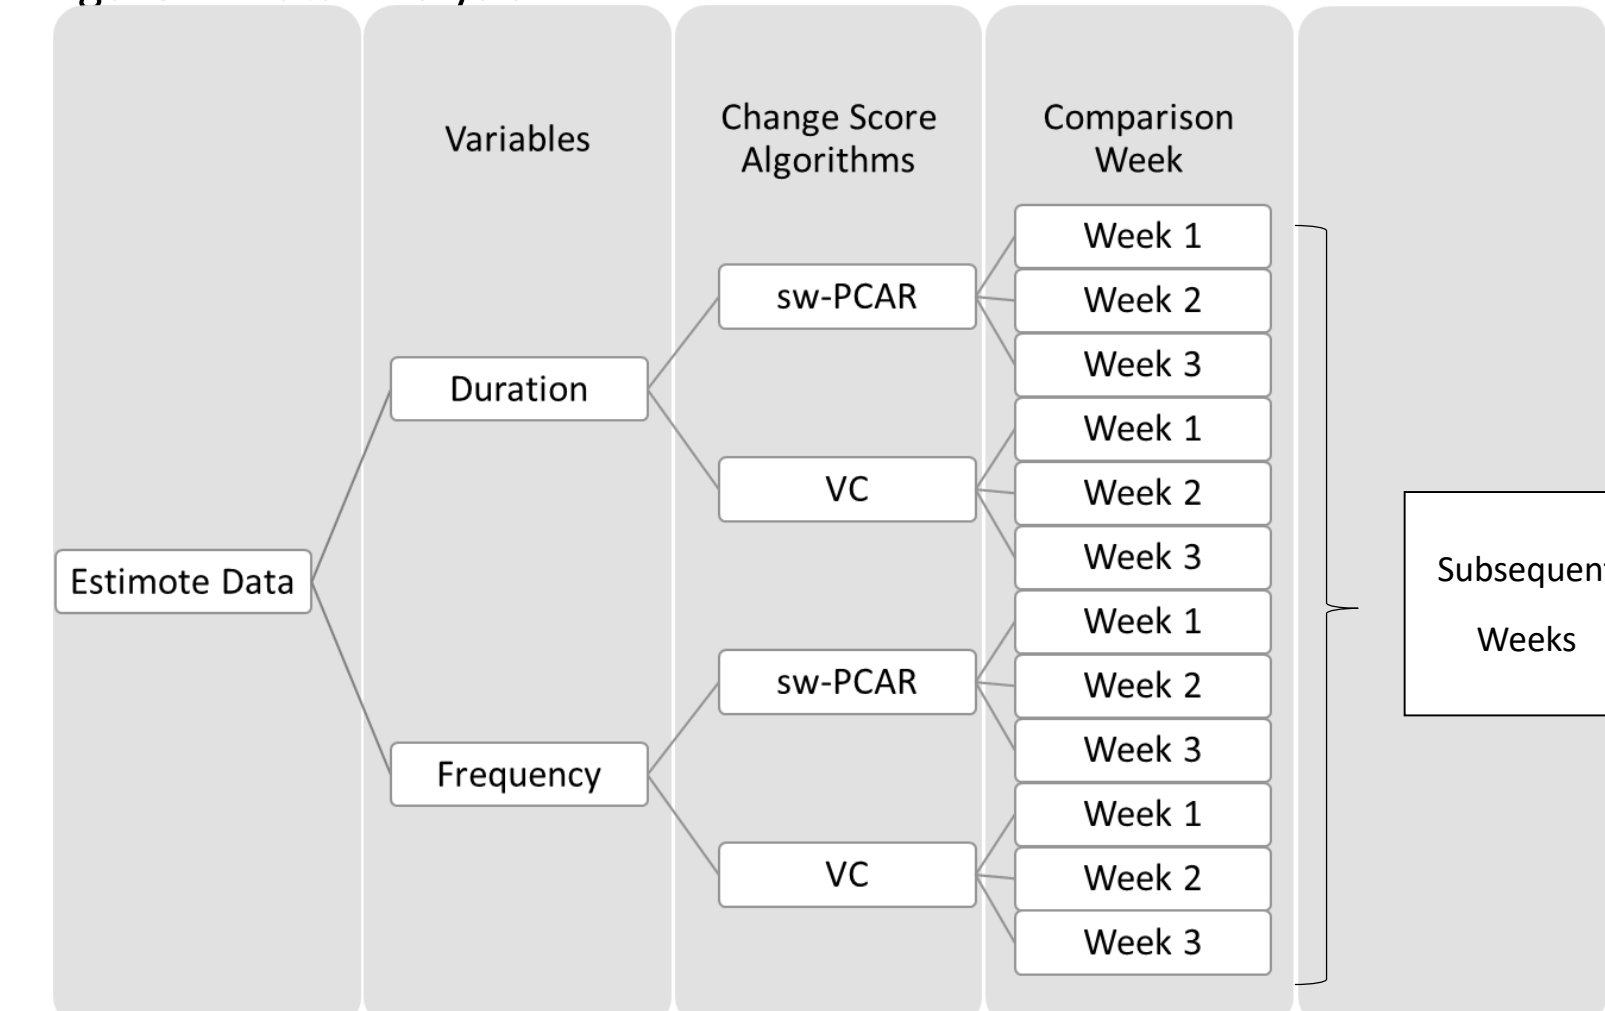 Variables
Change Score
Algorithms
Comparison
Week
Week 1
sw-PCAR
Week 2
Week 3
Duration
Week 1
VC
Week 2
Week 3
Estimote Data
Subsequent
Weeks
Week 1
sw-PCAR
Week 2
Week 3
Frequency
Week 1
VC
Week 2
Week 3